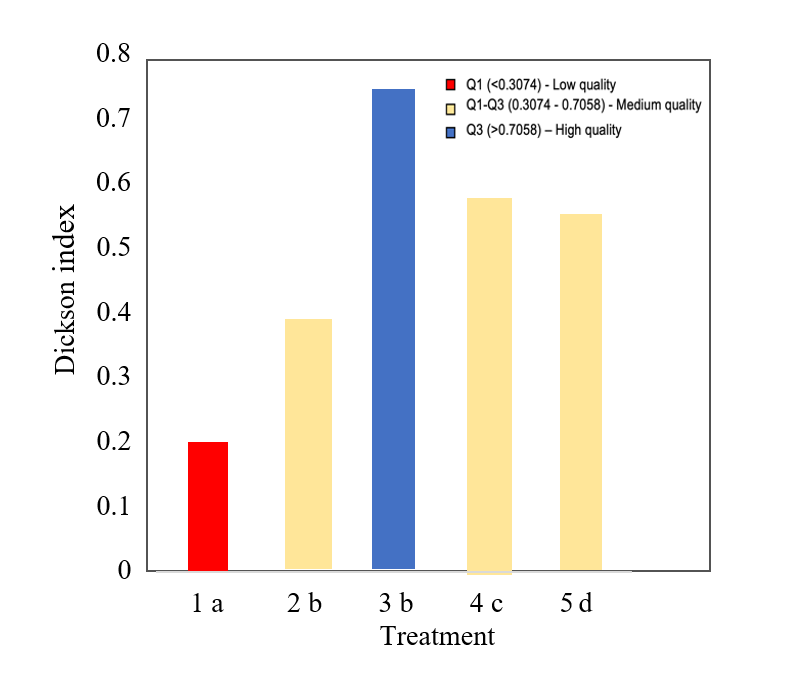 0.8
0.7
0.6
0.5
0.4
0.3
0.2
0.1
0
Dickson index
Q1 (<0.3074) - Low quality
Q1-Q3 (0.3074 - 0.7058) - Medium quality
Q3 (>0.7058) – High quality
1 a 2 b 3 b 4 c 5 d
Treatment